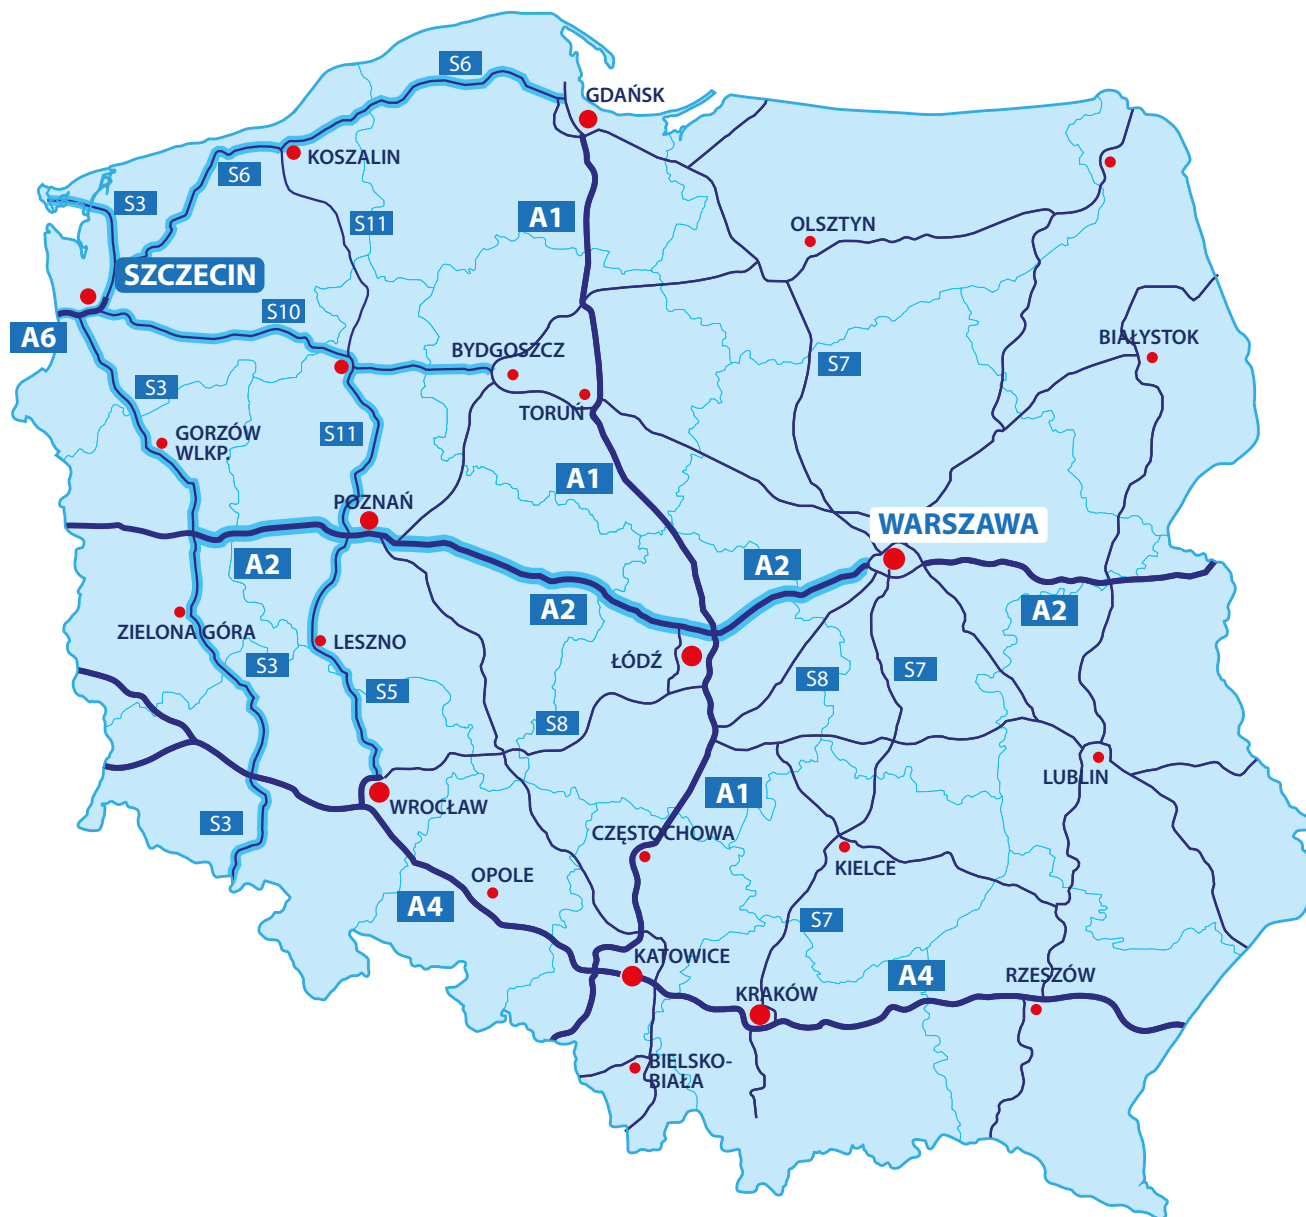 S6
GDAŃSK
KOSZALIN
S6
S3
S11
A1
OLSZTYN
SZCZECIN
S10
A6
BIAŁYSTOK
BYDGOSZCZ
S7
S3
TORUŃ
GORZÓW
WLKP.
S11
A1
POZNAŃ
WARSZAWA
A2
A2
A2
A2
ZIELONA GÓRA
LESZNO
ŁÓDŹ
S3
S7
S8
S5
S8
LUBLIN
A1
WROCŁAW
S3
CZĘSTOCHOWA
KIELCE
OPOLE
A4
S7
KATOWICE
A4
RZESZÓW
KRAKÓW
BIELSKO-
BIAŁA